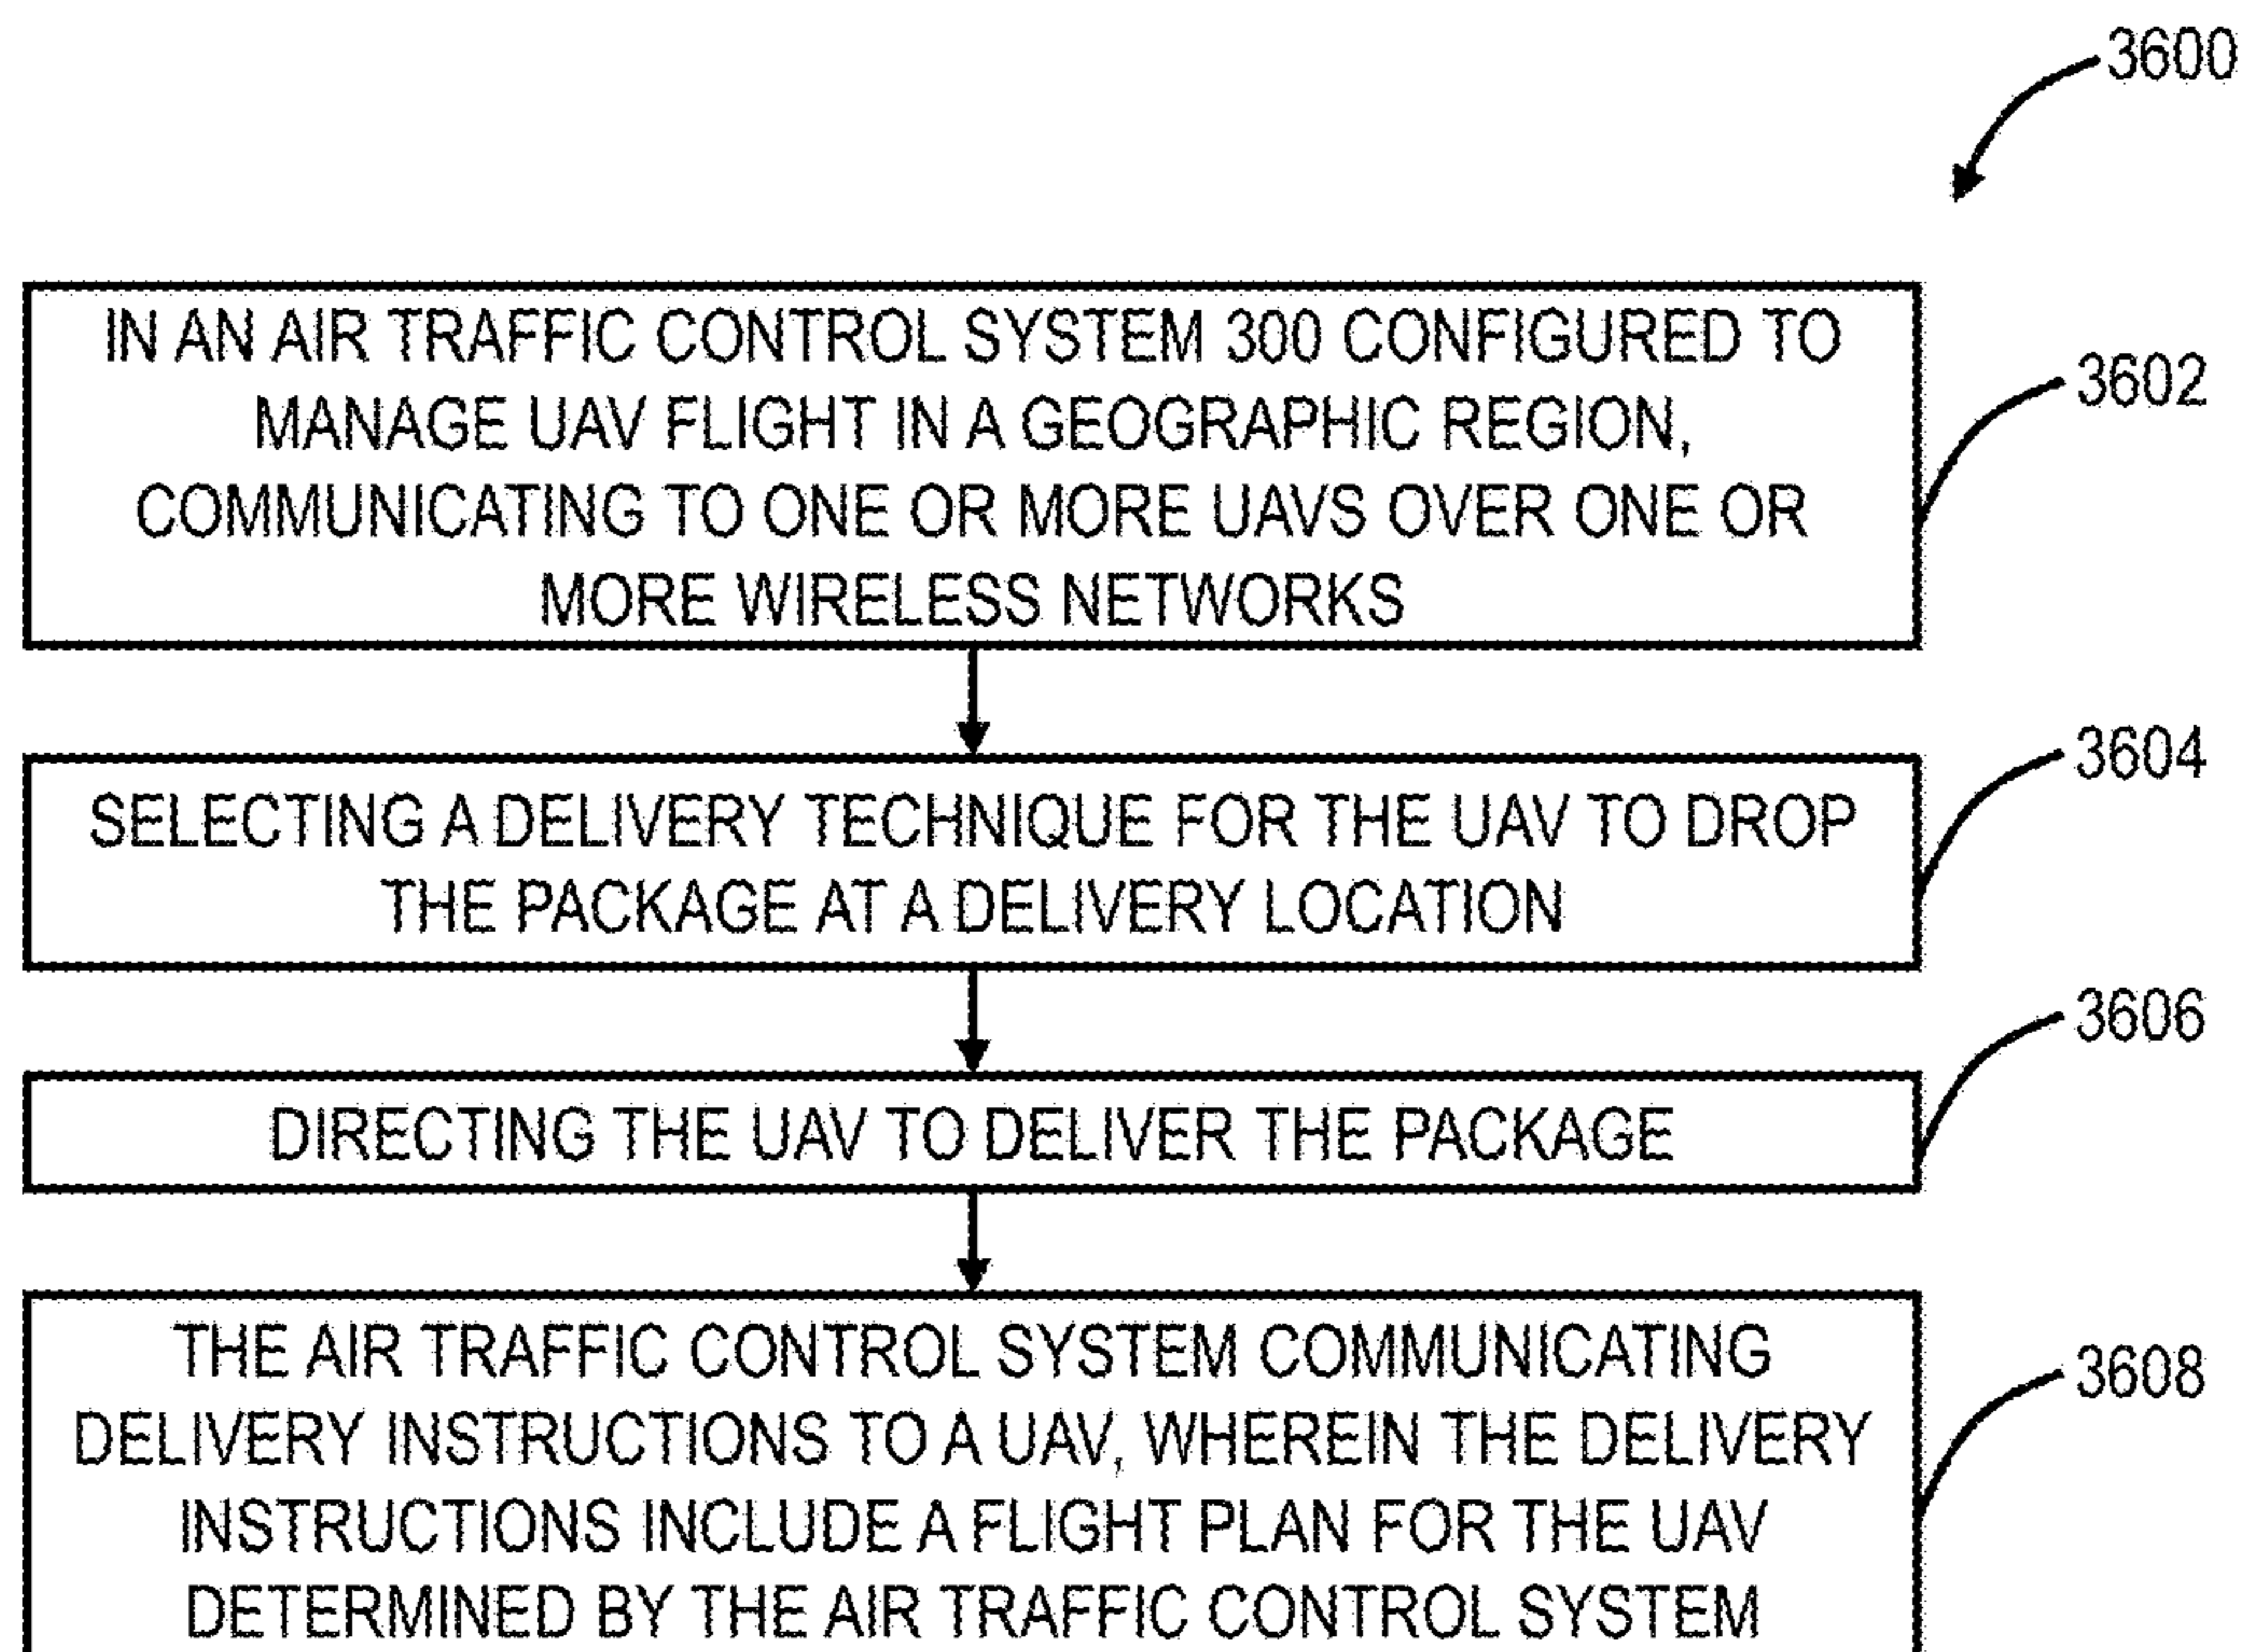 3600
IN AN AIR TRAFFIC CONTROL SYSTEM 300 CONFIGURED TO
MANAGE UAV FLIGHT IN A GEOGRAPHIC REGION,
COMMUNICATING TO ONE OR MORE UAVS OVER ONE OR
MORE WIRELESS NETWORKS
3602
SELECTING A DELIVERY TECHNIQUE FOR THE UAV TO DROP
THE PACKAGE AT A DELIVERY LOCATION
3604
DIRECTING THE UAV TO DELIVER THE PACKAGE
3606
THE AIR TRAFFIC CONTROL SYSTEM COMMUNICATING
DELIVERY INSTRUCTIONS TO A UAV, WHEREIN THE DELIVERY
INSTRUCTIONS INCLUDE A FLIGHT PLAN FOR THE UAV
DETERMINED BY THE AIR TRAFFIC CONTROL SYSTEM
3608